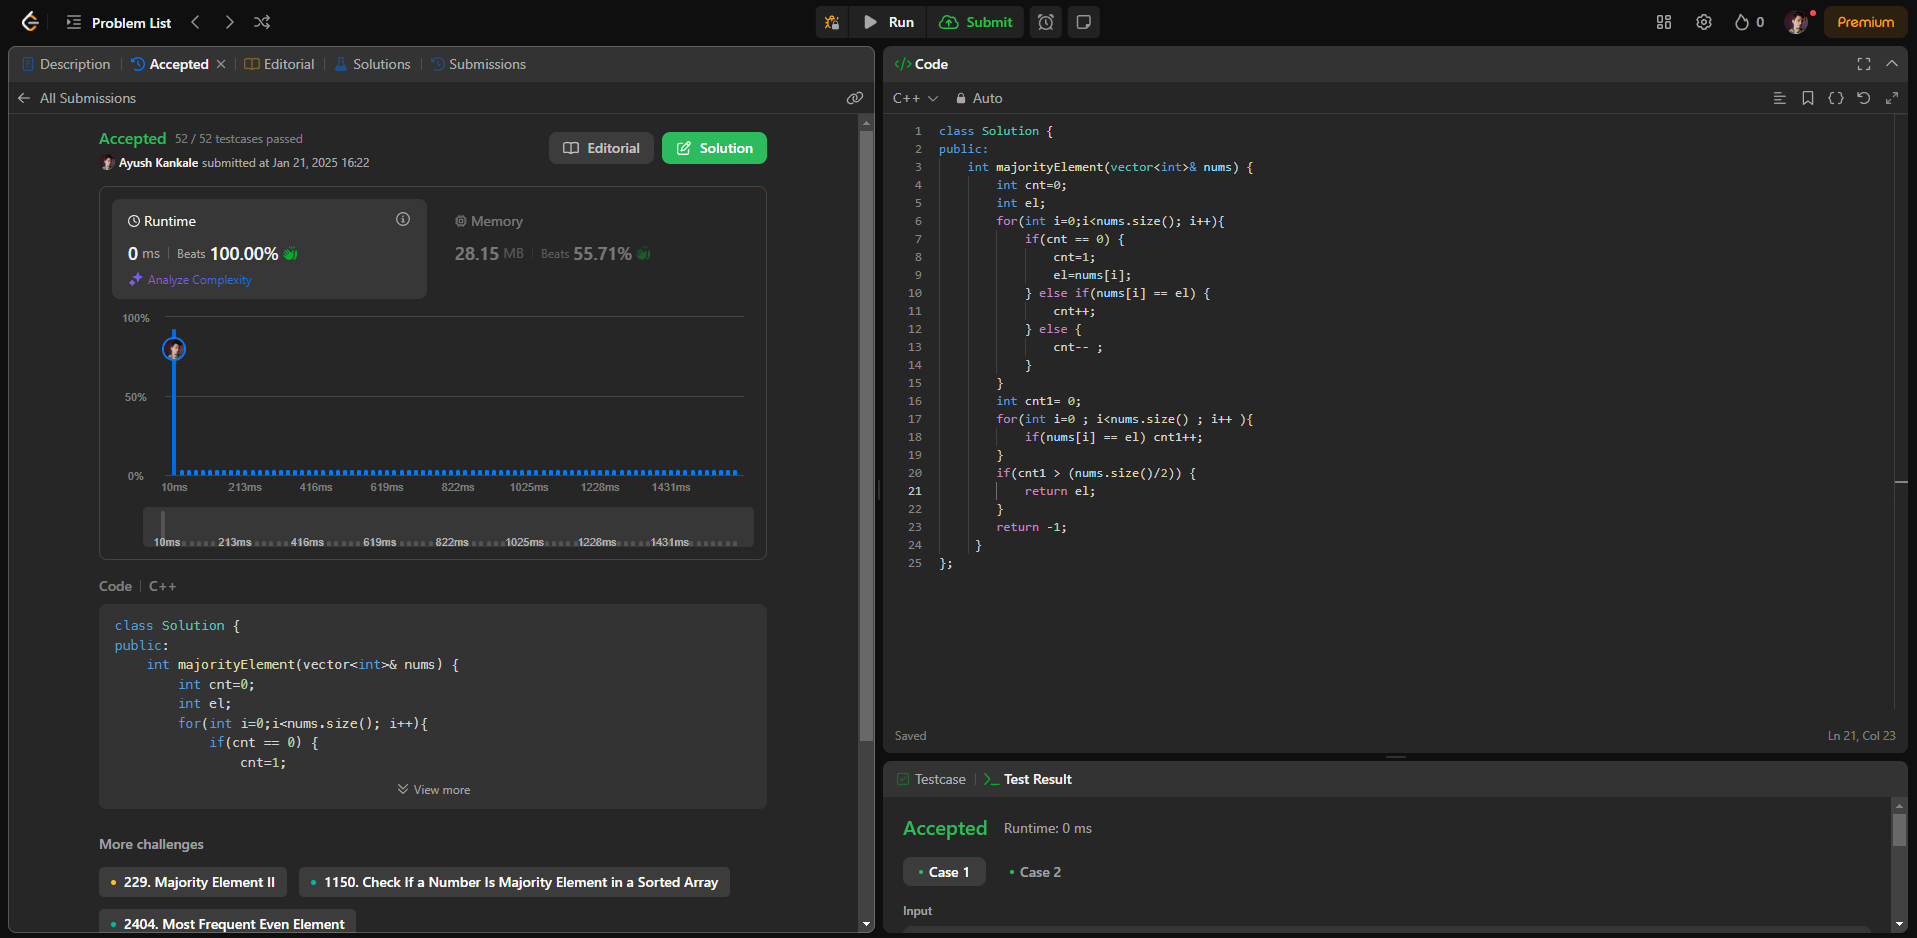 Problem List
Run
Submit
0
Premium
Description
Accepted
Editorial
Solutions
Submissions
All Submissions
Accepted 52 / 52 testcases passed
Ayush Kankale submitted at Jan 21, 2025 16:22
Editorial
Solution
Runtime
0 ms Beats 100.00%
Analyze Complexity
Memory
28.15 MB Beats 55.71%
100%
50%
0%
10ms 213ms 416ms 619ms 822ms 1025ms 1228ms 1431ms
10ms 213ms 416ms 619ms 822ms 1025ms 1228ms 1431ms
Code C++
class Solution {
public:
    int majorityElement(vector<int>& nums) {
        int cnt=0;
        int el;
        for(int i=0;i<nums.size(); i++){
            if(cnt == 0) {
                cnt=1;
View more
More challenges
229. Majority Element II
1150. Check If a Number Is Majority Element in a Sorted Array
2404. Most Frequent Even Element
</> Code
C++ Auto
1 class Solution {
2 public:
3     int majorityElement(vector<int>& nums) {
4         int cnt=0;
5         int el;
6         for(int i=0;i<nums.size(); i++){
7             if(cnt == 0) {
8                 cnt=1;
9                 el=nums[i];
10             } else if(nums[i] == el) {
11                 cnt++;
12             } else {
13                 cnt-- ;
14             }
15         }
16         int cnt1= 0;
17         for(int i=0 ; i<nums.size() ; i++ ){
18             if(nums[i] == el) cnt1++;
19         }
20         if(cnt1 > (nums.size()/2)) {
21             return el;
22         }
23         return -1;
24      }
25 };
Saved
Ln 21, Col 23
Testcase
Test Result
Accepted Runtime: 0 ms
Case 1
Case 2
Input